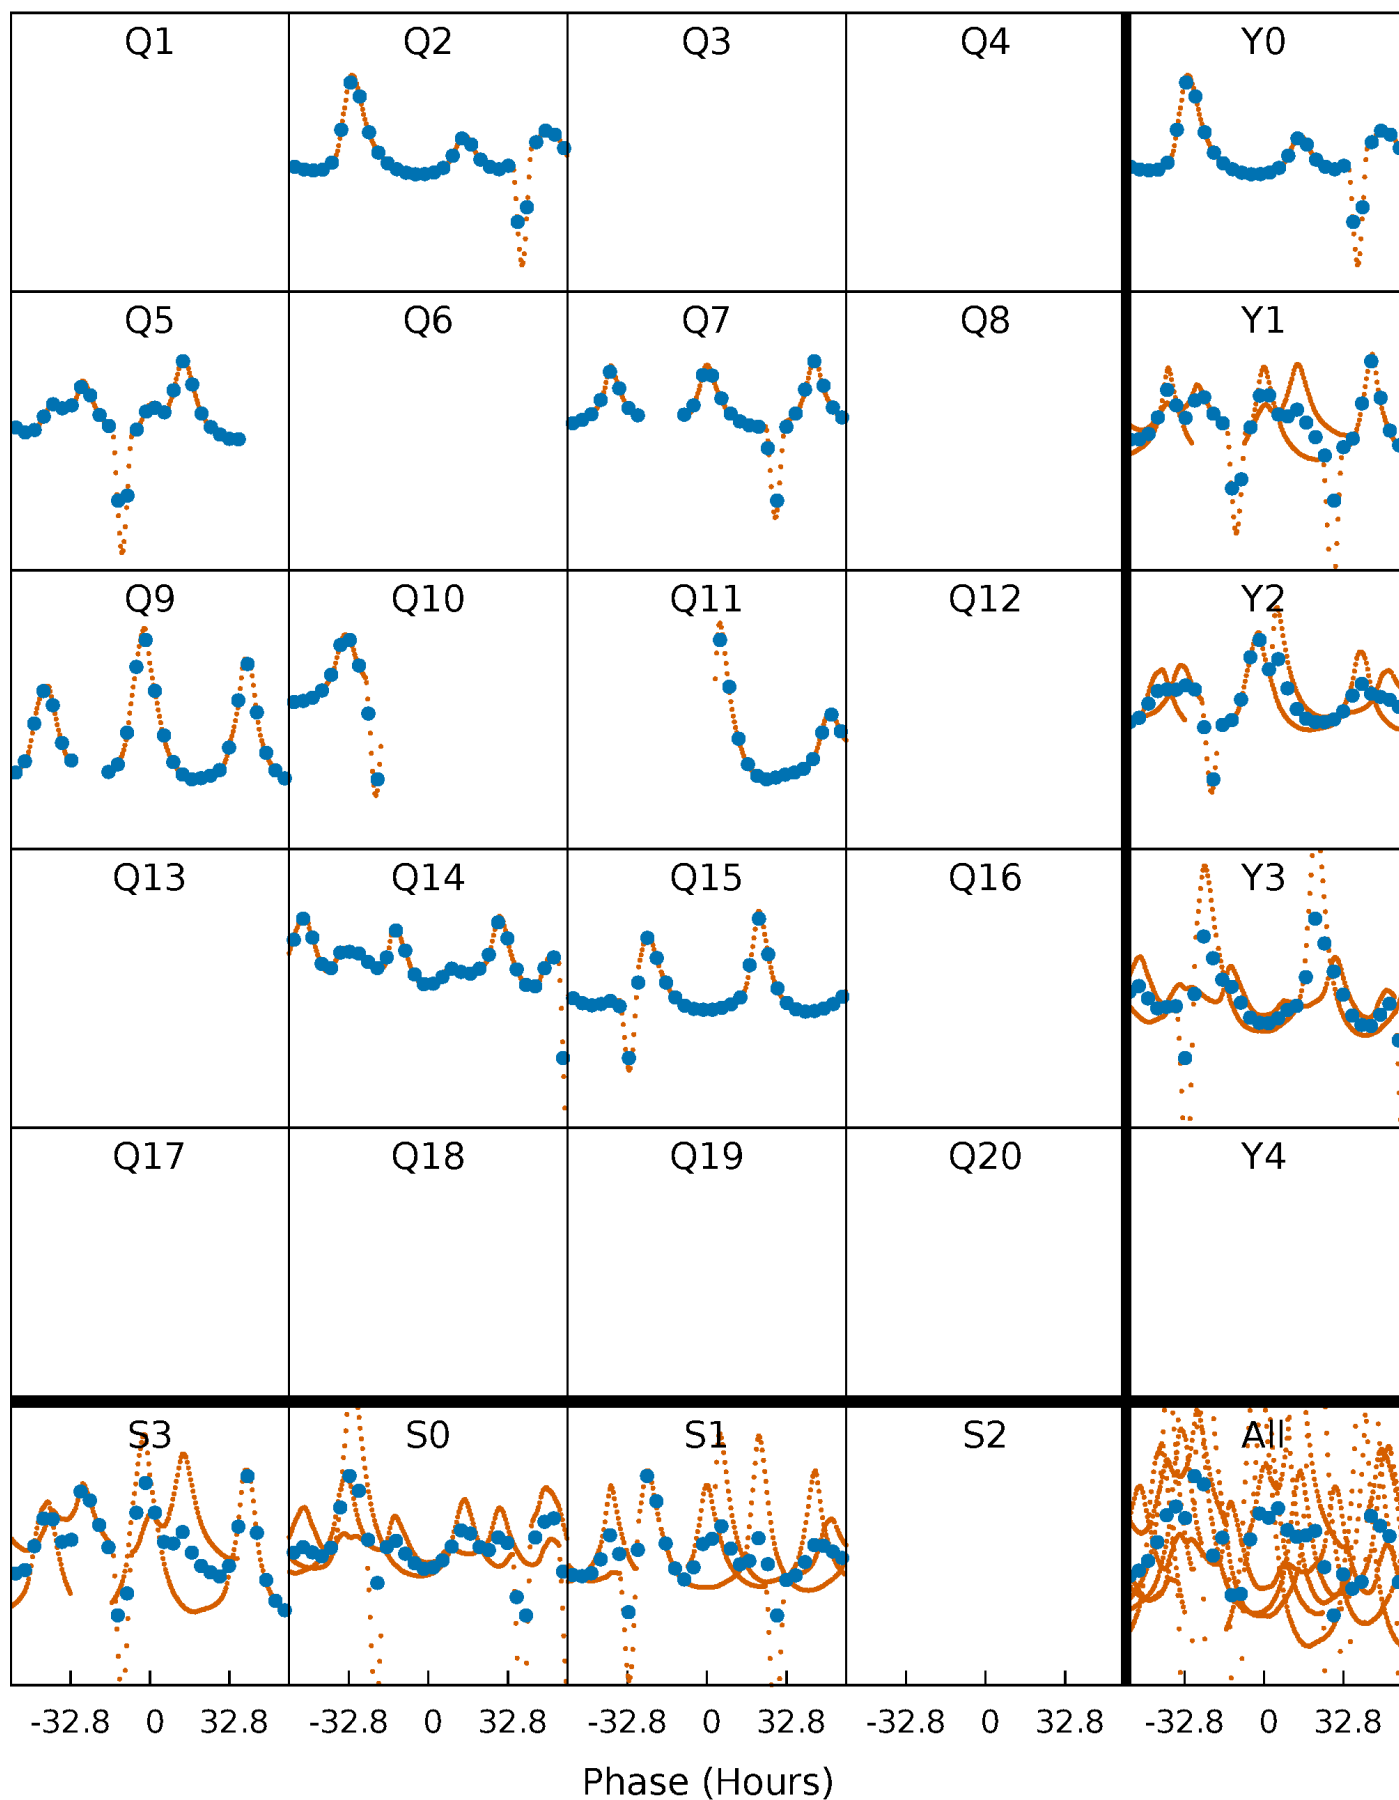 Q1 Q2 Q3 Q4 Y0
Q5 Q6 Q7 Q8 Y1
Q9 Q10 Q11 Q12 Y2
Q13 Q14 Q15 Q16 Y3
Q17 Q18 Q19 Q20 Y4
S3 S0 S1 S2 All
-32.8 0 32.8 -32.8 0 32.8 -32.8 0 32.8 -32.8 0 32.8 -32.8 0 32.8
Phase (Hours)